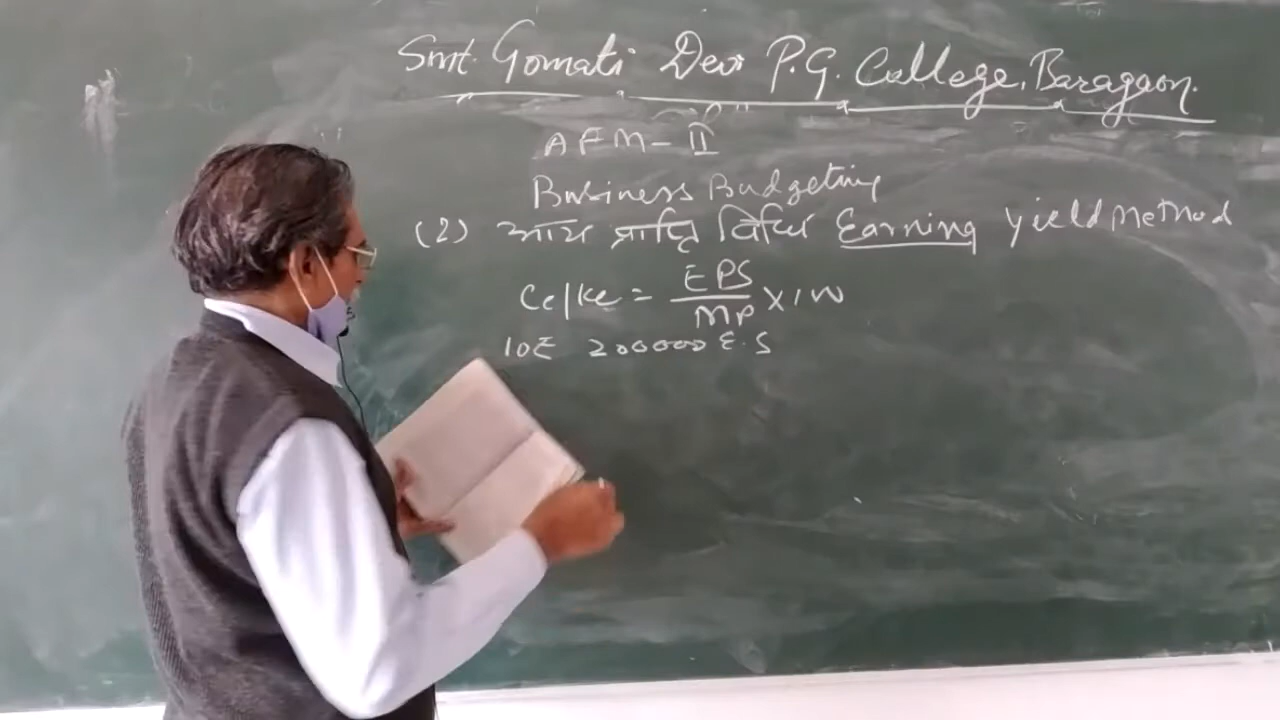 Smt. Gomati Devi P.G. College, Baragaon.
AFM-II
Business Budgeting
(2) आय प्राप्ति विधि Earning Yield Method
Ce/Ke = EPS/MP × 100
10₹ 200000 E.S